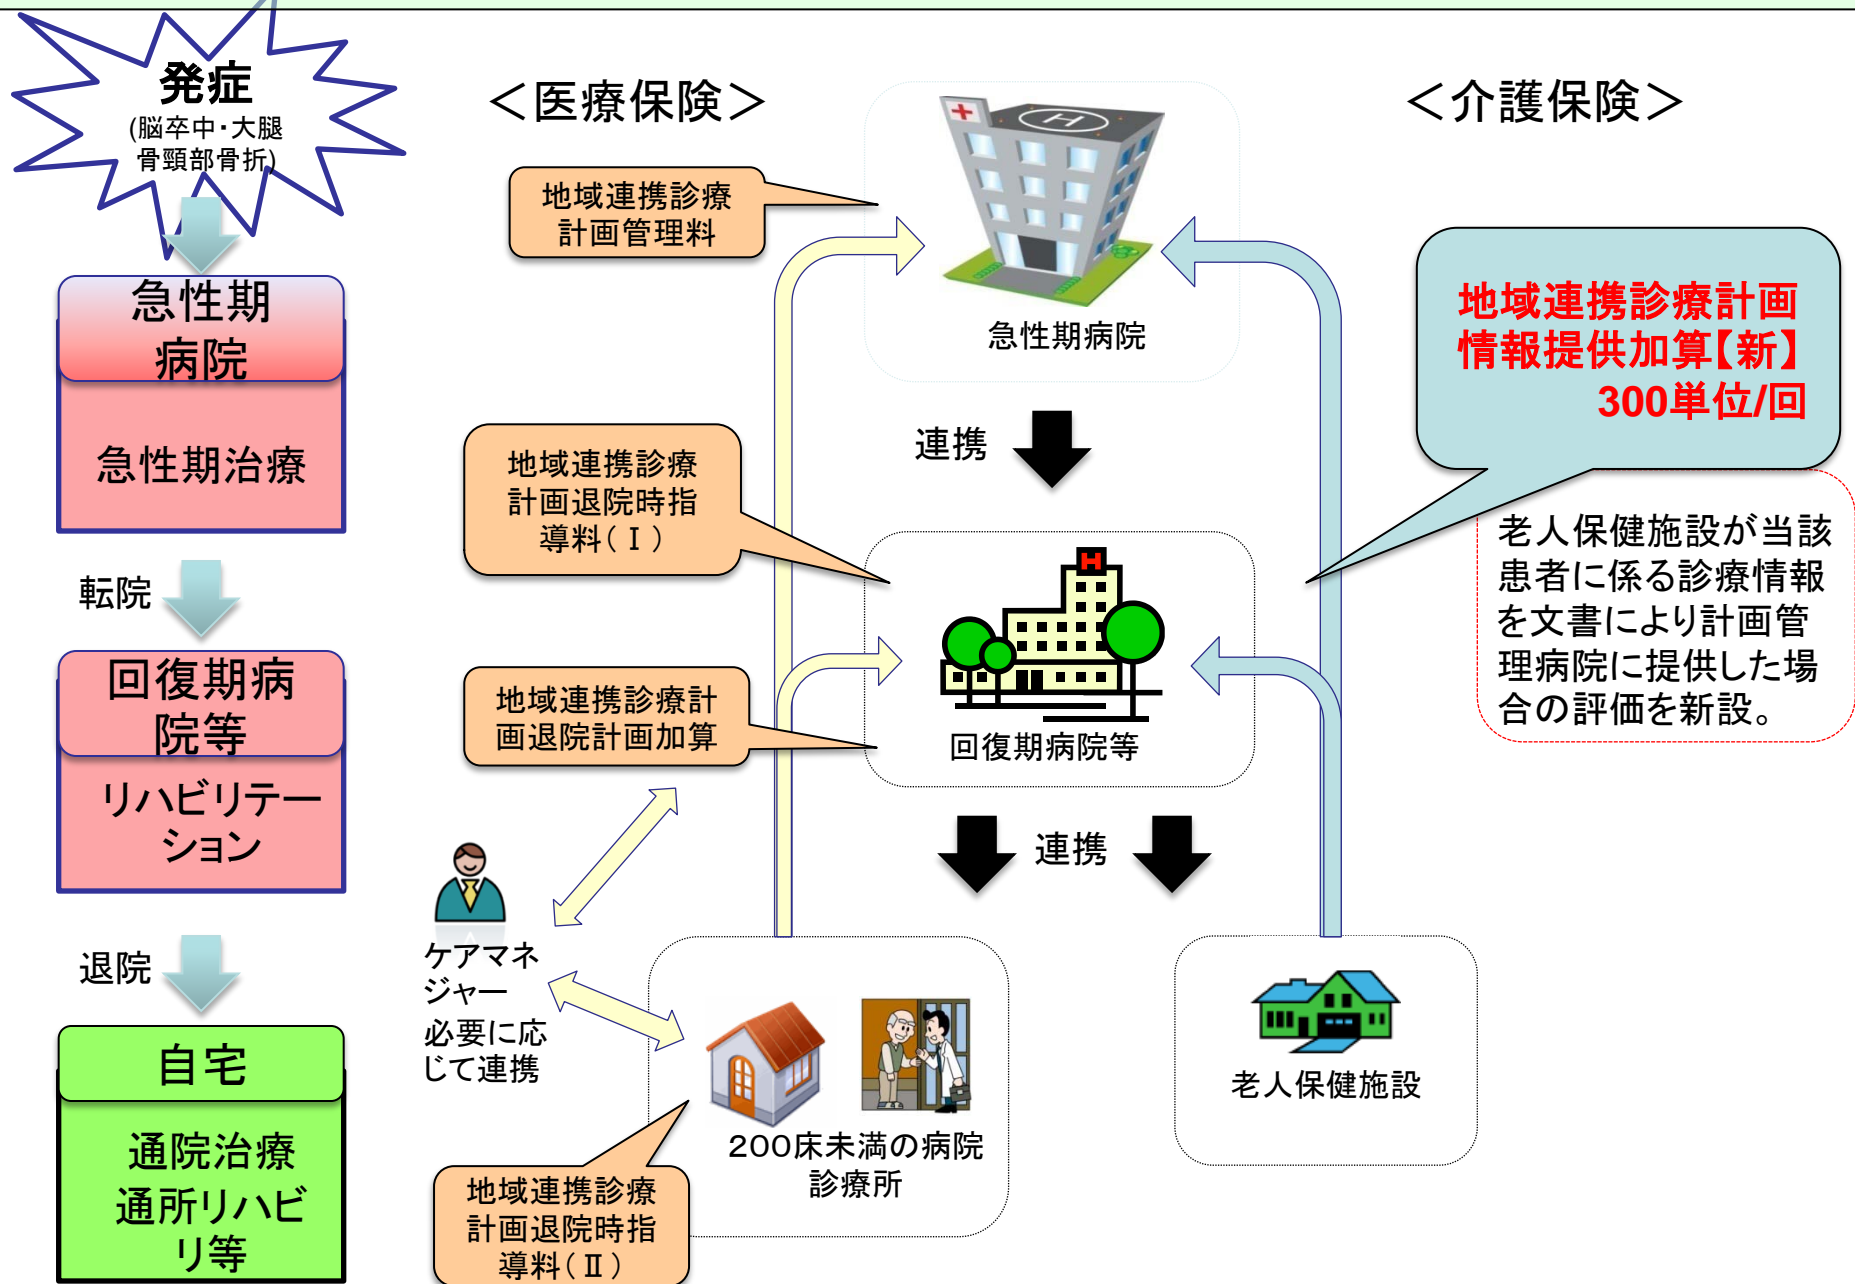 発症
(脳卒中・大腿
骨頸部骨折)
急性期
病院
急性期治療
転院
回復期病
院等
リハビリテー
ション
退院
自宅
通院治療
通所リハビ
リ等
＜医療保険＞
＜介護保険＞
地域連携診療
計画管理料
急性期病院
連携
地域連携診療
計画退院時指
導料(Ⅰ)
地域連携診療計
画退院計画加算
H
回復期病院等
連携
ケアマネ
ジャー
必要に応
じて連携
200床未満の病院
診療所
地域連携診療
計画退院時指
導料(Ⅱ)
老人保健施設
地域連携診療計画
情報提供加算【新】
300単位/回
老人保健施設が当該
患者に係る診療情報
を文書により計画管
理病院に提供した場
合の評価を新設。
H